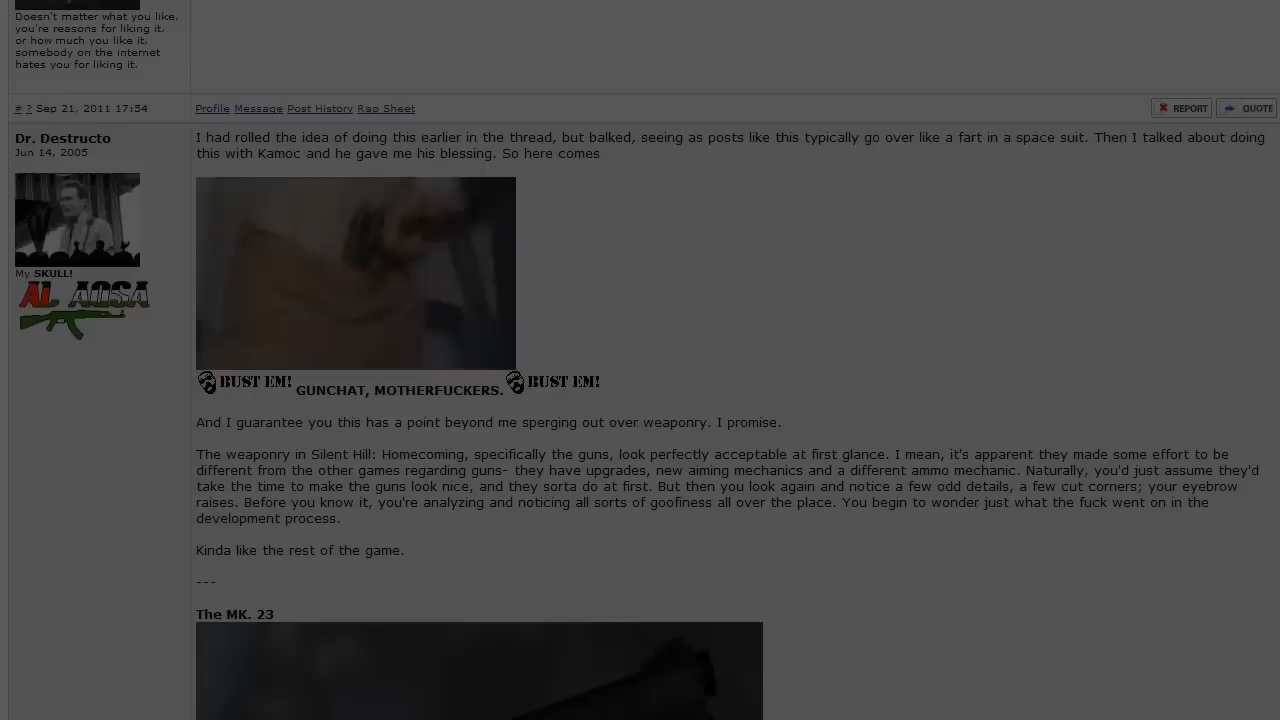 Doesn't matter what you like,
you're reasons for liking it,
or how much you like it,
somebody on the internet
hates you for liking it.
# ? Sep 21, 2011 17:54 Profile Message Post History Rap Sheet REPORT QUOTE
Dr. Destructo
Jun 14, 2005
My SKULL!
AL AQSA
I had rolled the idea of doing this earlier in the thread, but balked, seeing as posts like this typically go over like a fart in a space suit. Then I talked about doing
this with Kamoc and he gave me his blessing. So here comes
BUST EM! GUNCHAT, MOTHERFUCKERS. BUST EM!
And I guarantee you this has a point beyond me sperging out over weaponry. I promise.
The weaponry in Silent Hill: Homecoming, specifically the guns, look perfectly acceptable at first glance. I mean, it's apparent they made some effort to be
different from the other games regarding guns- they have upgrades, new aiming mechanics and a different ammo mechanic. Naturally, you'd just assume they'd
take the time to make the guns look nice, and they sorta do at first. But then you look again and notice a few odd details, a few cut corners; your eyebrow
raises. Before you know it, you're analyzing and noticing all sorts of goofiness all over the place. You begin to wonder just what the fuck went on in the
development process.
Kinda like the rest of the game.
---
The MK. 23